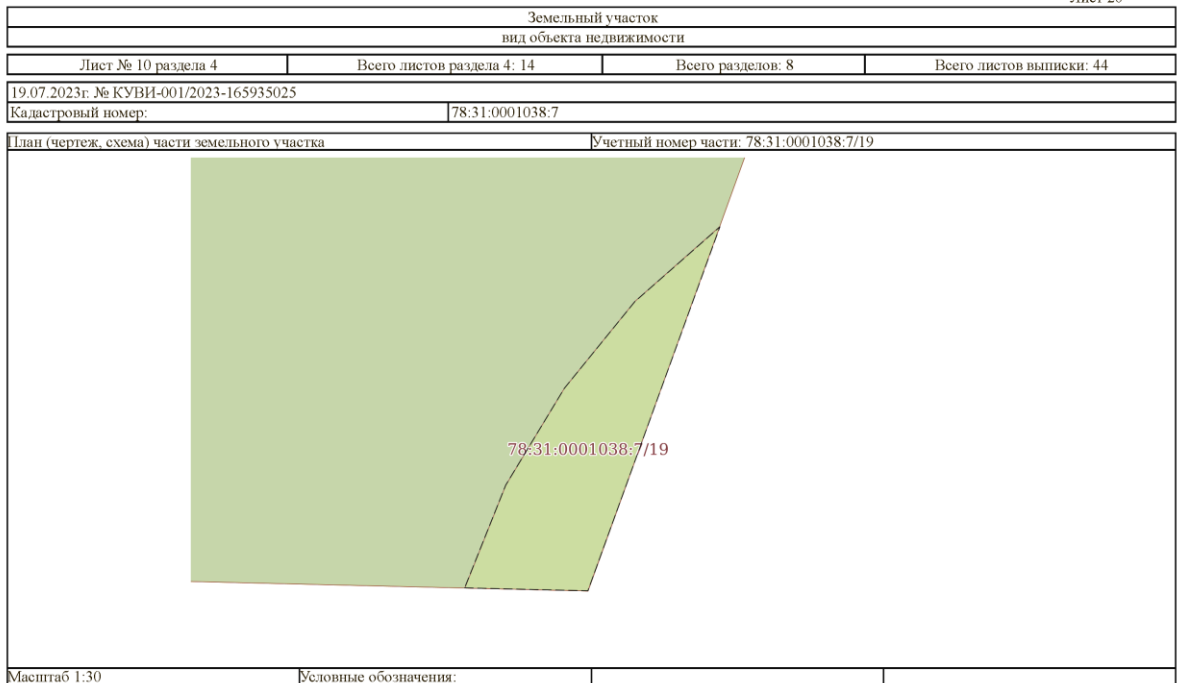 Лист 20
Земельный участок
вид объекта недвижимости
Лист № 10 раздела 4 Всего листов раздела 4: 14 Всего разделов: 8 Всего листов выписки: 44
19.07.2023г. № КУВИ-001/2023-165935025
Кадастровый номер: 78:31:0001038:7
План (чертеж, схема) части земельного участка Учетный номер части: 78:31:0001038:7/19
78:31:0001038:7/19
Масштаб 1:30 Условные обозначения: